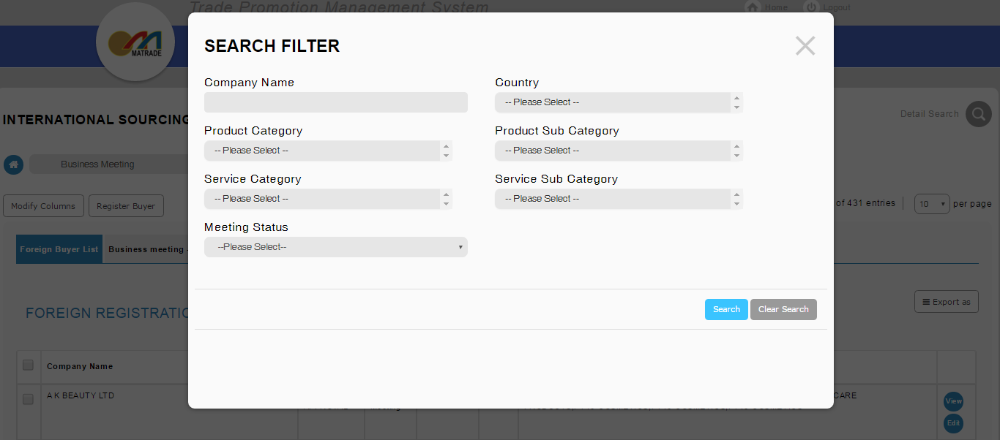 Trade Promotion Management System
Home
Logout
MATRADE
SEARCH FILTER
Company Name
Country
-- Please Select --
INTERNATIONAL SOURCING
Detail Search
Product Category
Product Sub Category
-- Please Select --
-- Please Select --
Business Meeting
Service Category
Service Sub Category
-- Please Select --
-- Please Select --
Modify Columns
Register Buyer
of 431 entries
10
per page
Meeting Status
--Please Select--
Foreign Buyer List
Business meeting
Search
Clear Search
Export as
FOREIGN REGISTRATIO
Company Name
A K BEAUTY LTD
CARE
View
Edit